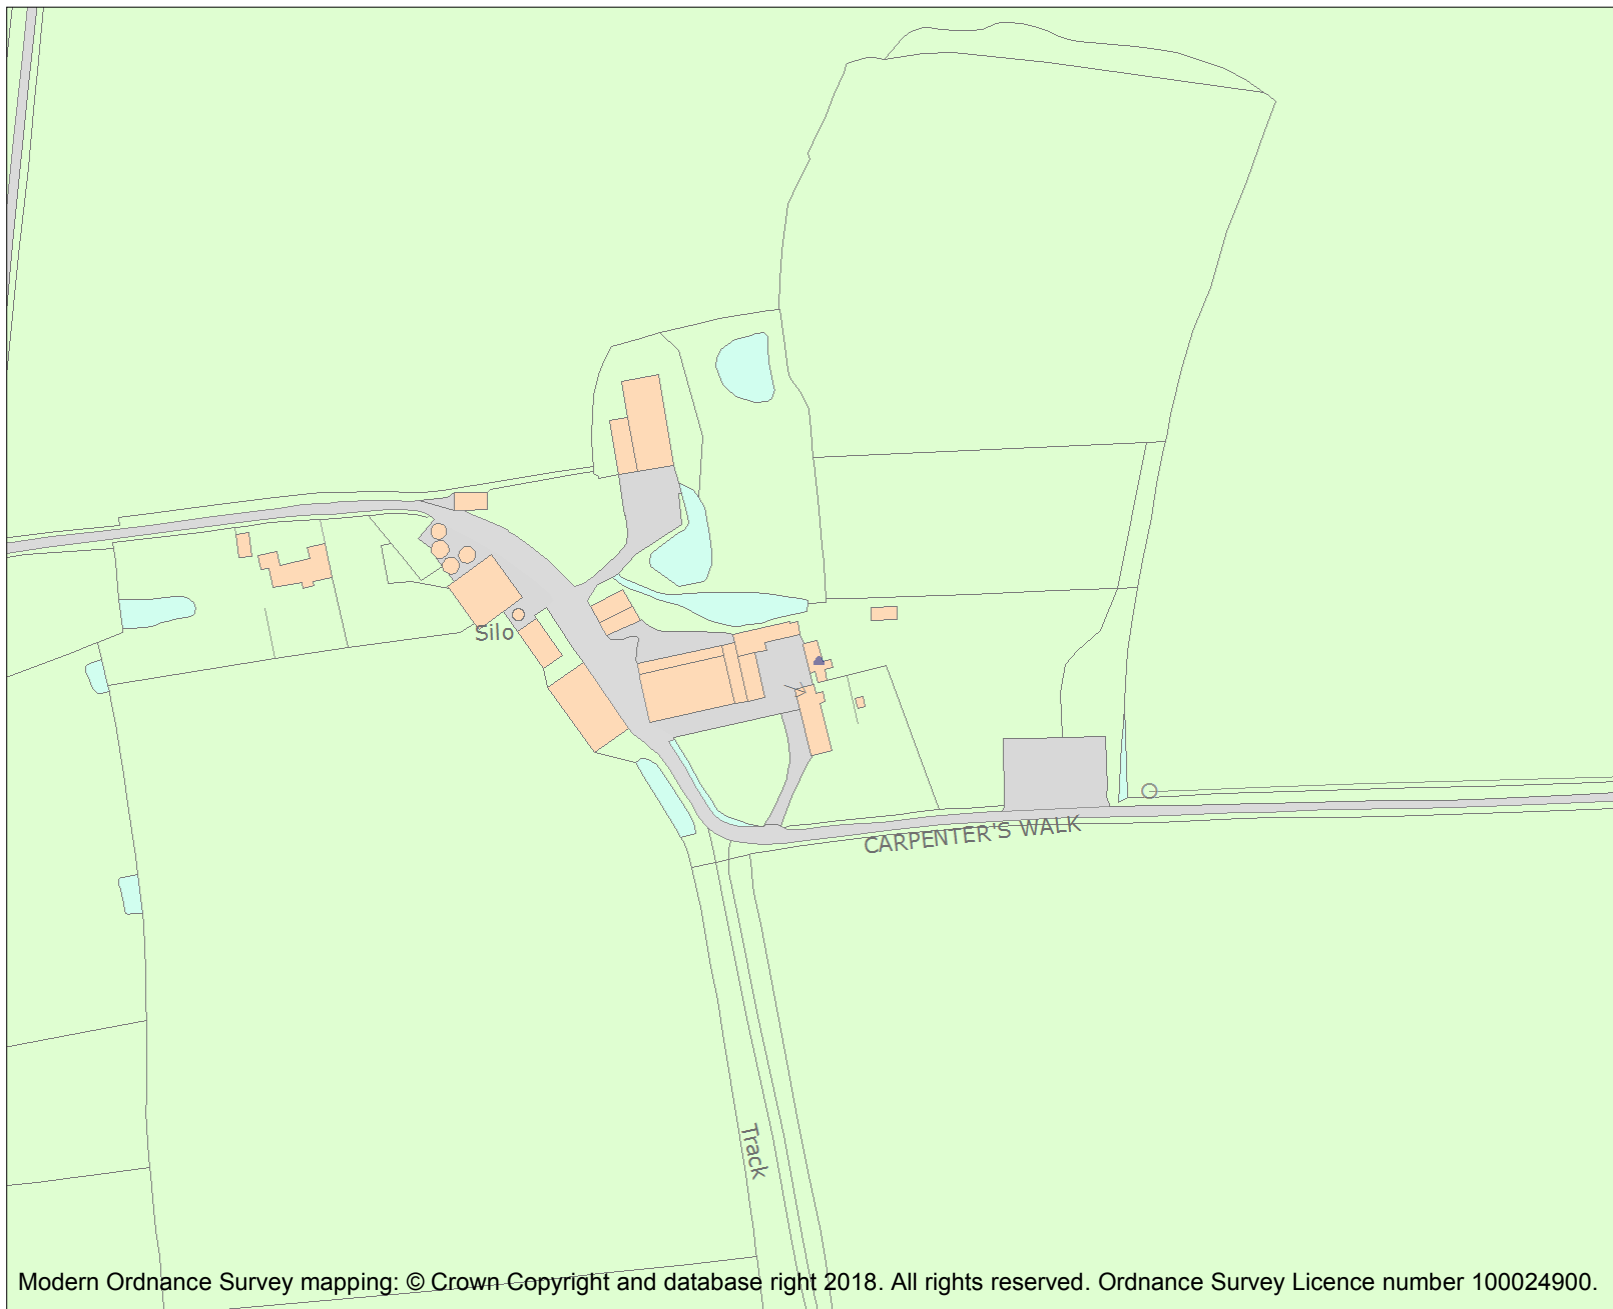 Silo
CARPENTER'S WALK
Track
Modern Ordnance Survey mapping: © Crown Copyright and database right 2018. All rights reserved. Ordnance Survey Licence number 100024900.